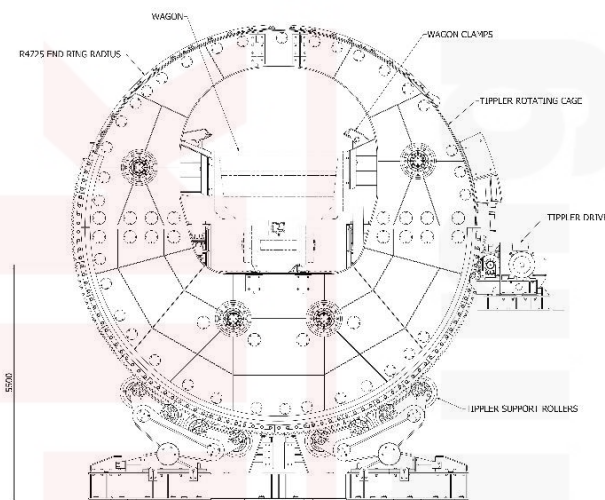 WAGON
WAGON CLAMPS
R4725 END RING RADIUS
TIPPLER ROTATING CAGE
TIPPLER DRIVE
5500
TIPPLER SUPPORT ROLLERS